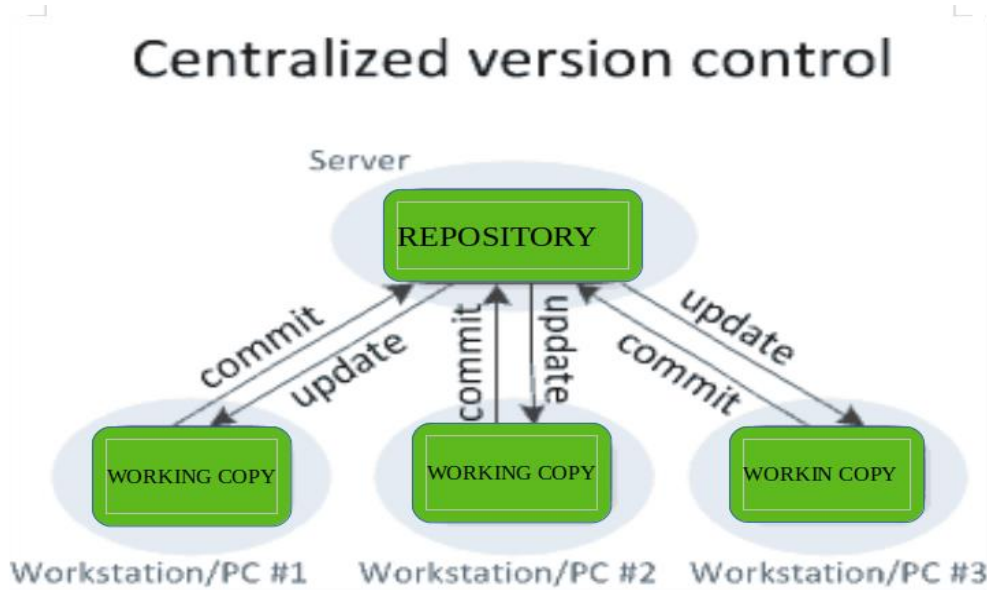 Centralized version control
Server
REPOSITORY
commit
update
commit
update
update
commit
WORKING COPY
WORKING COPY
WORKIN COPY
Workstation/PC #1
Workstation/PC #2
Workstation/PC #3